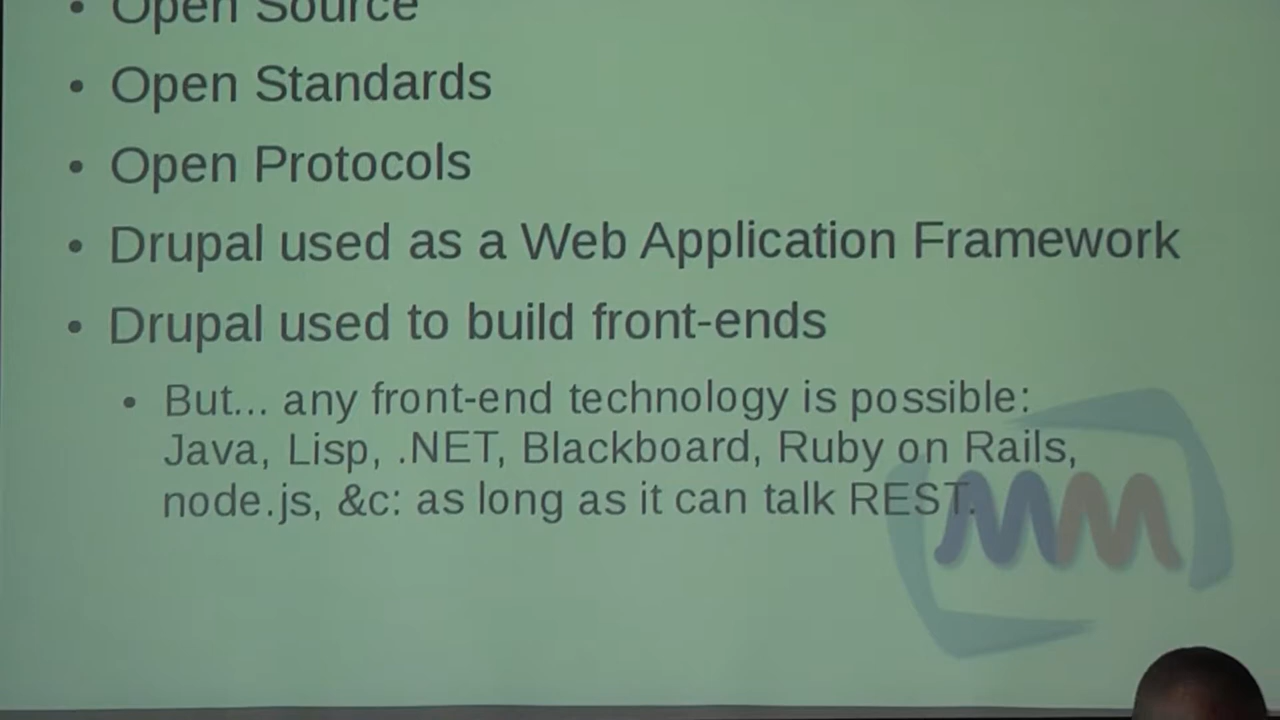 • Open Source
• Open Standards
• Open Protocols
• Drupal used as a Web Application Framework
• Drupal used to build front-ends
• But... any front-end technology is possible:
Java, Lisp, .NET, Blackboard, Ruby on Rails,
node.js, &c: as long as it can talk REST.
MM